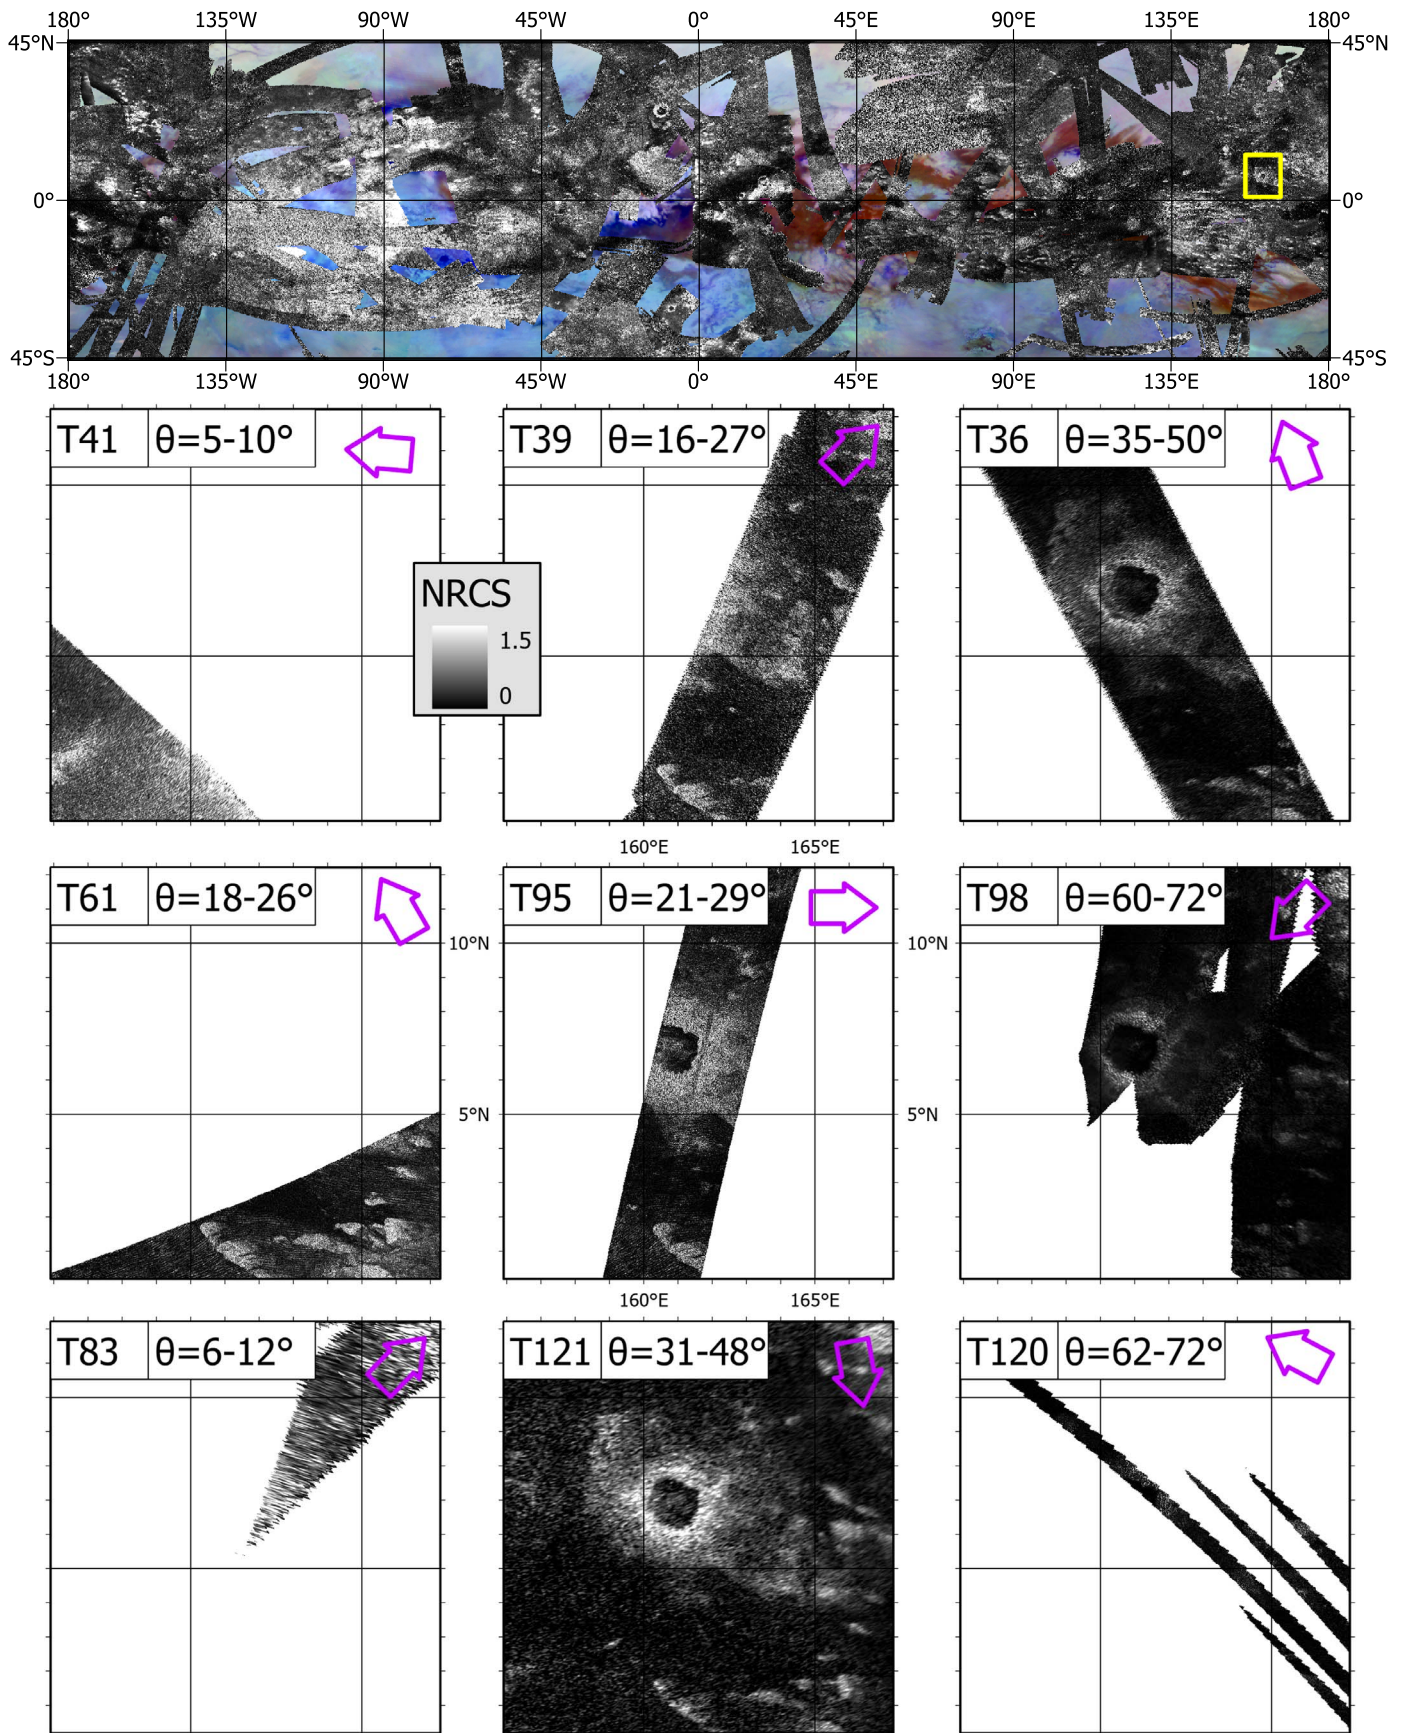 180° 135°W 90°W 45°W 0° 45°E 90°E 135°E 180°
45°N 45°N
0° 0°
45°S 45°S
180° 135°W 90°W 45°W 0° 45°E 90°E 135°E 180°
T41 θ=5-10° T39 θ=16-27° T36 θ=35-50°
NRCS
1.5
0
160°E 165°E
T61 θ=18-26° T95 θ=21-29° T98 θ=60-72°
10°N 10°N
5°N 5°N
160°E 165°E
T83 θ=6-12° T121 θ=31-48° T120 θ=62-72°